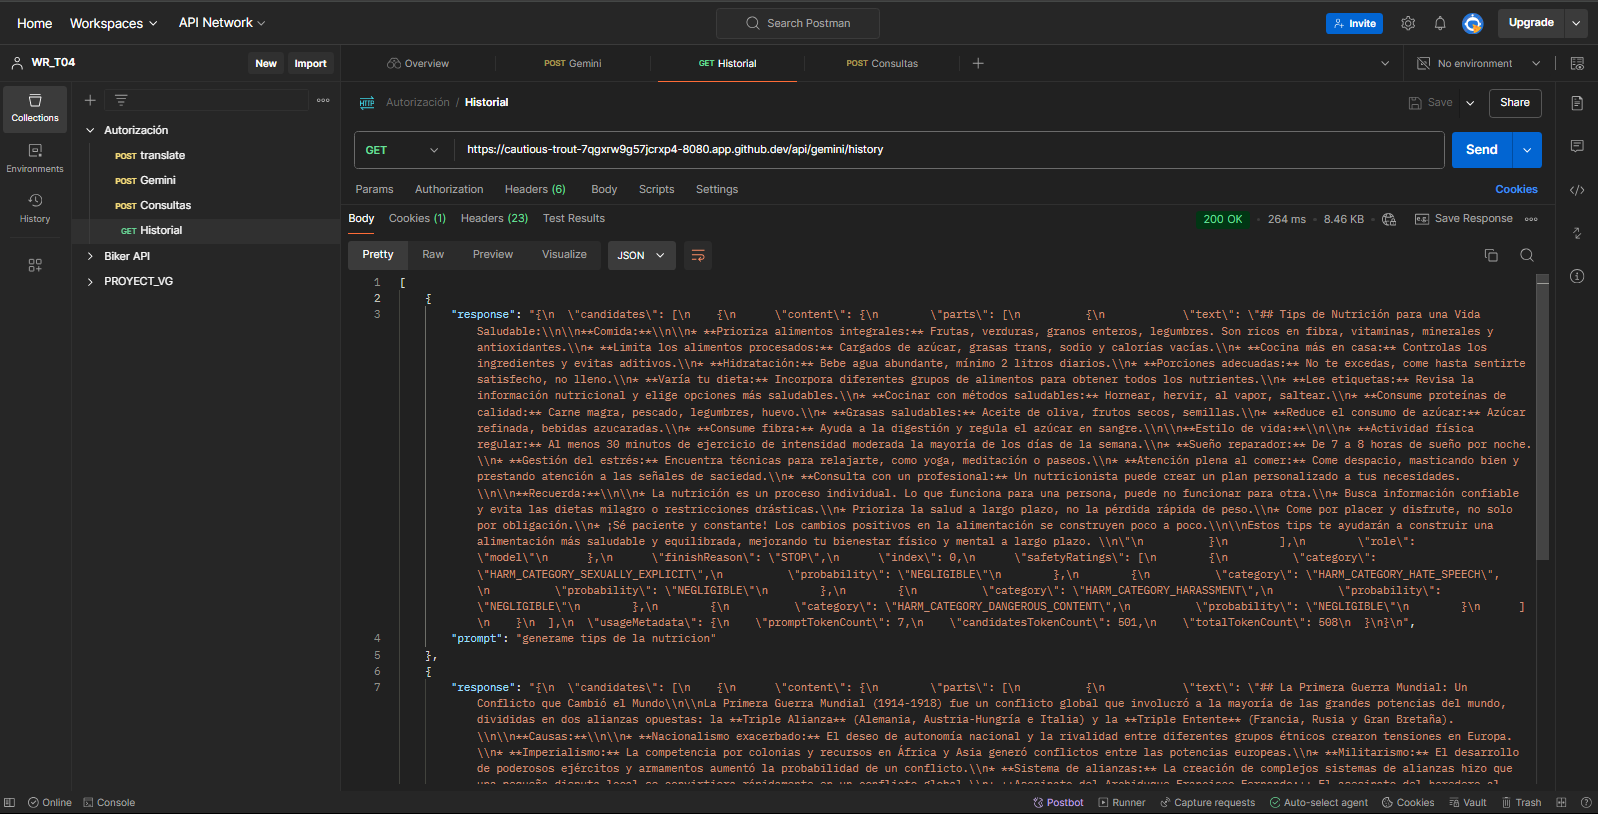 Home Workspaces API Network Search Postman Invite Upgrade
WR_T04 New Import Overview POST Gemini GET Historial POST Consultas No environment
Collections
Environments
History
Autorización
POST translate
POST Gemini
POST Consultas
GET Historial
Biker API
PROYECT_VG
HTTP Autorización / Historial Save Share
GET https://cautious-trout-7qgxrw9g57jcrxp4-8080.app.github.dev/api/gemini/history Send
Params Authorization Headers (6) Body Scripts Settings Cookies
Body Cookies (1) Headers (23) Test Results 200 OK 264 ms 8.46 KB Save Response
Pretty Raw Preview Visualize JSON
1 [
2 {
3 "response": "{\n  \"candidates\": [\n    {\n      \"content\": {\n        \"parts\": [\n          {\n            \"text\": \"## Tips de Nutrición para una Vida
Saludable:\\n\\n**Comida:**\\n\\n* **Prioriza alimentos integrales:** Frutas, verduras, granos enteros, legumbres. Son ricos en fibra, vitaminas, minerales y
antioxidantes.\\n* **Limita los alimentos procesados:** Cargados de azúcar, grasas trans, sodio y calorías vacías.\\n* **Cocina más en casa:** Controlas los
ingredientes y evitas aditivos.\\n* **Hidratación:** Bebe agua abundante, mínimo 2 litros diarios.\\n* **Porciones adecuadas:** No te excedas, come hasta sentirte
satisfecho, no lleno.\\n* **Varía tu dieta:** Incorpora diferentes grupos de alimentos para obtener todos los nutrientes.\\n* **Lee etiquetas:** Revisa la
información nutricional y elige opciones más saludables.\\n* **Cocinar con métodos saludables:** Hornear, hervir, al vapor, saltear.\\n* **Consume proteínas de
calidad:** Carne magra, pescado, legumbres, huevo.\\n* **Grasas saludables:** Aceite de oliva, frutos secos, semillas.\\n* **Reduce el consumo de azúcar:** Azúcar
refinada, bebidas azucaradas.\\n* **Consume fibra:** Ayuda a la digestión y regula el azúcar en sangre.\\n\\n**Estilo de vida:**\\n\\n* **Actividad física
regular:** Al menos 30 minutos de ejercicio de intensidad moderada la mayoría de los días de la semana.\\n* **Sueño reparador:** De 7 a 8 horas de sueño por noche.
\\n* **Gestión del estrés:** Encuentra técnicas para relajarte, como yoga, meditación o paseos.\\n* **Atención plena al comer:** Come despacio, masticando bien y
prestando atención a las señales de saciedad.\\n* **Consulta con un profesional:** Un nutricionista puede crear un plan personalizado a tus necesidades.
\\n\\n**Recuerda:**\\n\\n* La nutrición es un proceso individual. Lo que funciona para una persona, puede no funcionar para otra.\\n* Busca información confiable
y evita las dietas milagro o restricciones drásticas.\\n* Prioriza la salud a largo plazo, no la pérdida rápida de peso.\\n* Come por placer y disfrute, no solo
por obligación.\\n* ¡Sé paciente y constante! Los cambios positivos en la alimentación se construyen poco a poco.\\n\\nEstos tips te ayudarán a construir una
alimentación más saludable y equilibrada, mejorando tu bienestar físico y mental a largo plazo. \\n\"\n          }\n        ],\n        \"role\":
\"model\"\n      },\n      \"finishReason\": \"STOP\",\n      \"index\": 0,\n      \"safetyRatings\": [\n        {\n          \"category\":
\"HARM_CATEGORY_SEXUALLY_EXPLICIT\",\n          \"probability\": \"NEGLIGIBLE\"\n        },\n        {\n          \"category\": \"HARM_CATEGORY_HATE_SPEECH\",
\n          \"probability\": \"NEGLIGIBLE\"\n        },\n        {\n          \"category\": \"HARM_CATEGORY_HARASSMENT\",\n          \"probability\":
\"NEGLIGIBLE\"\n        },\n        {\n          \"category\": \"HARM_CATEGORY_DANGEROUS_CONTENT\",\n          \"probability\": \"NEGLIGIBLE\"\n        }\n      ]
\n    }\n  ],\n  \"usageMetadata\": {\n    \"promptTokenCount\": 7,\n    \"candidatesTokenCount\": 501,\n    \"totalTokenCount\": 508\n  }\n}\n",
4 "prompt": "generame tips de la nutricion"
5 },
6 {
7 "response": "{\n  \"candidates\": [\n    {\n      \"content\": {\n        \"parts\": [\n          {\n            \"text\": \"## La Primera Guerra Mundial: Un
Conflicto que Cambió el Mundo\\n\\nLa Primera Guerra Mundial (1914-1918) fue un conflicto global que involucró a la mayoría de las grandes potencias del mundo,
divididas en dos alianzas opuestas: la **Triple Alianza** (Alemania, Austria-Hungría e Italia) y la **Triple Entente** (Francia, Rusia y Gran Bretaña).
\\n\\n**Causas:**\\n\\n* **Nacionalismo exacerbado:** El deseo de autonomía nacional y la rivalidad entre diferentes grupos étnicos crearon tensiones en Europa.
\\n* **Imperialismo:** La competencia por colonias y recursos en África y Asia generó conflictos entre las potencias europeas.\\n* **Militarismo:** El desarrollo
de poderosos ejércitos y armamentos aumentó la probabilidad de un conflicto.\\n* **Sistema de alianzas:** La creación de complejos sistemas de alianzas hizo que
Online Console Postbot Runner Capture requests Auto-select agent Cookies Vault Trash